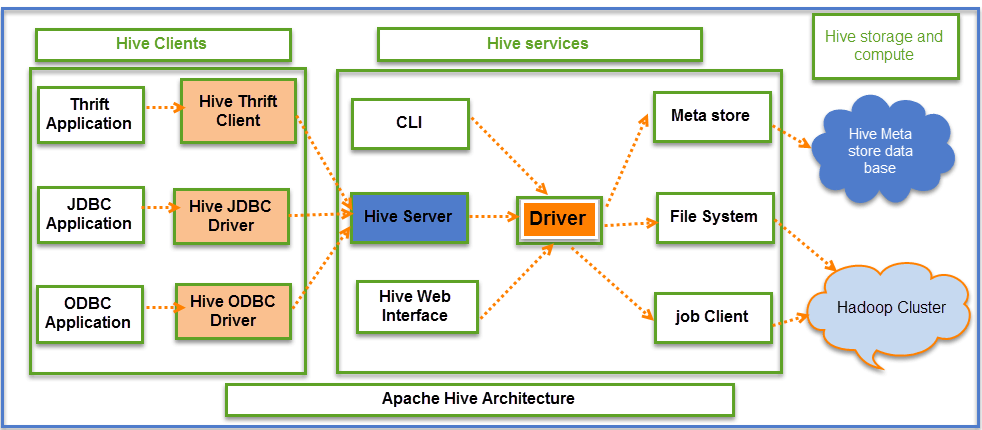 Hive Clients
Hive services
Hive storage and
compute
Thrift
Application
Hive Thrift
Client
CLI
Meta store
Hive Meta
store data
base
JDBC
Application
Hive JDBC
Driver
Hive Server
Driver
File System
ODBC
Application
Hive ODBC
Driver
Hive Web
Interface
job Client
Hadoop Cluster
Apache Hive Architecture